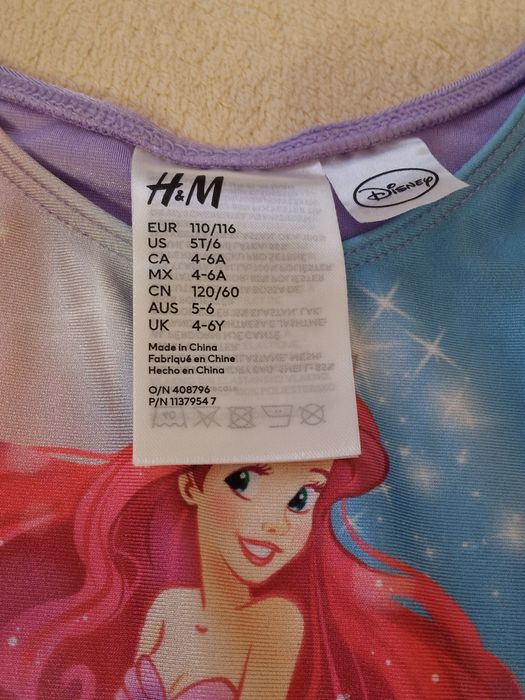 H&M
Disney
EUR 110/116
US 5T/6
CA 4-6A
MX 4-6A
CN 120/60
AUS 5-6
UK 4-6Y
Made in China
Fabriqué en Chine
Hecho en China
O/N 408796
P/N 1137954 7